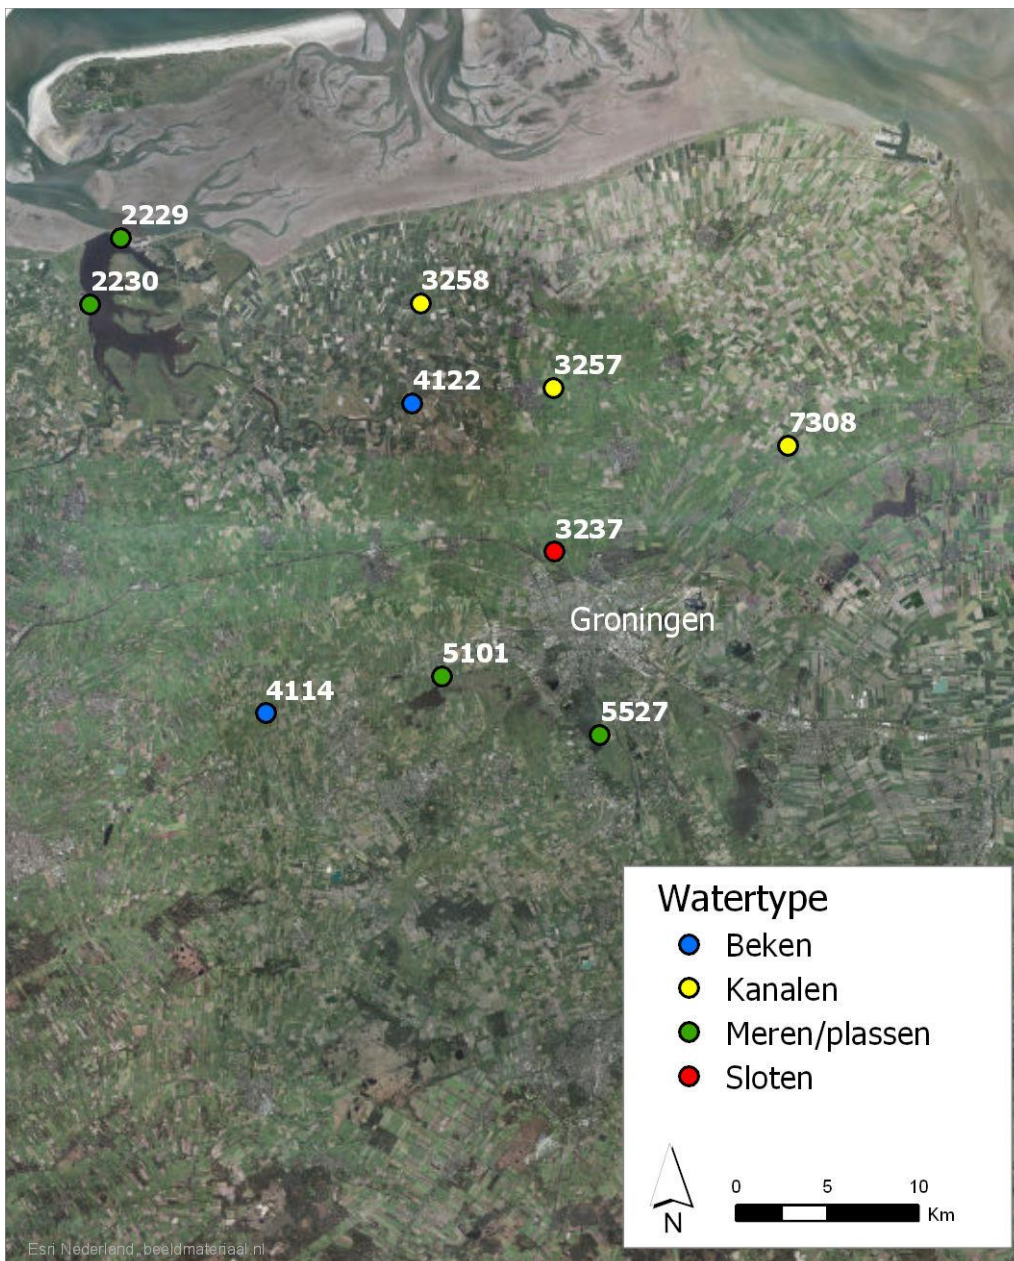 2229
2230
3258
3257
4122
7308
3237
Groningen
5101
4114
5527
Watertype
Beken
Kanalen
Meren/plassen
Sloten
0 5 10
Km
N
Esri Nederland, beeldmateriaal.nl